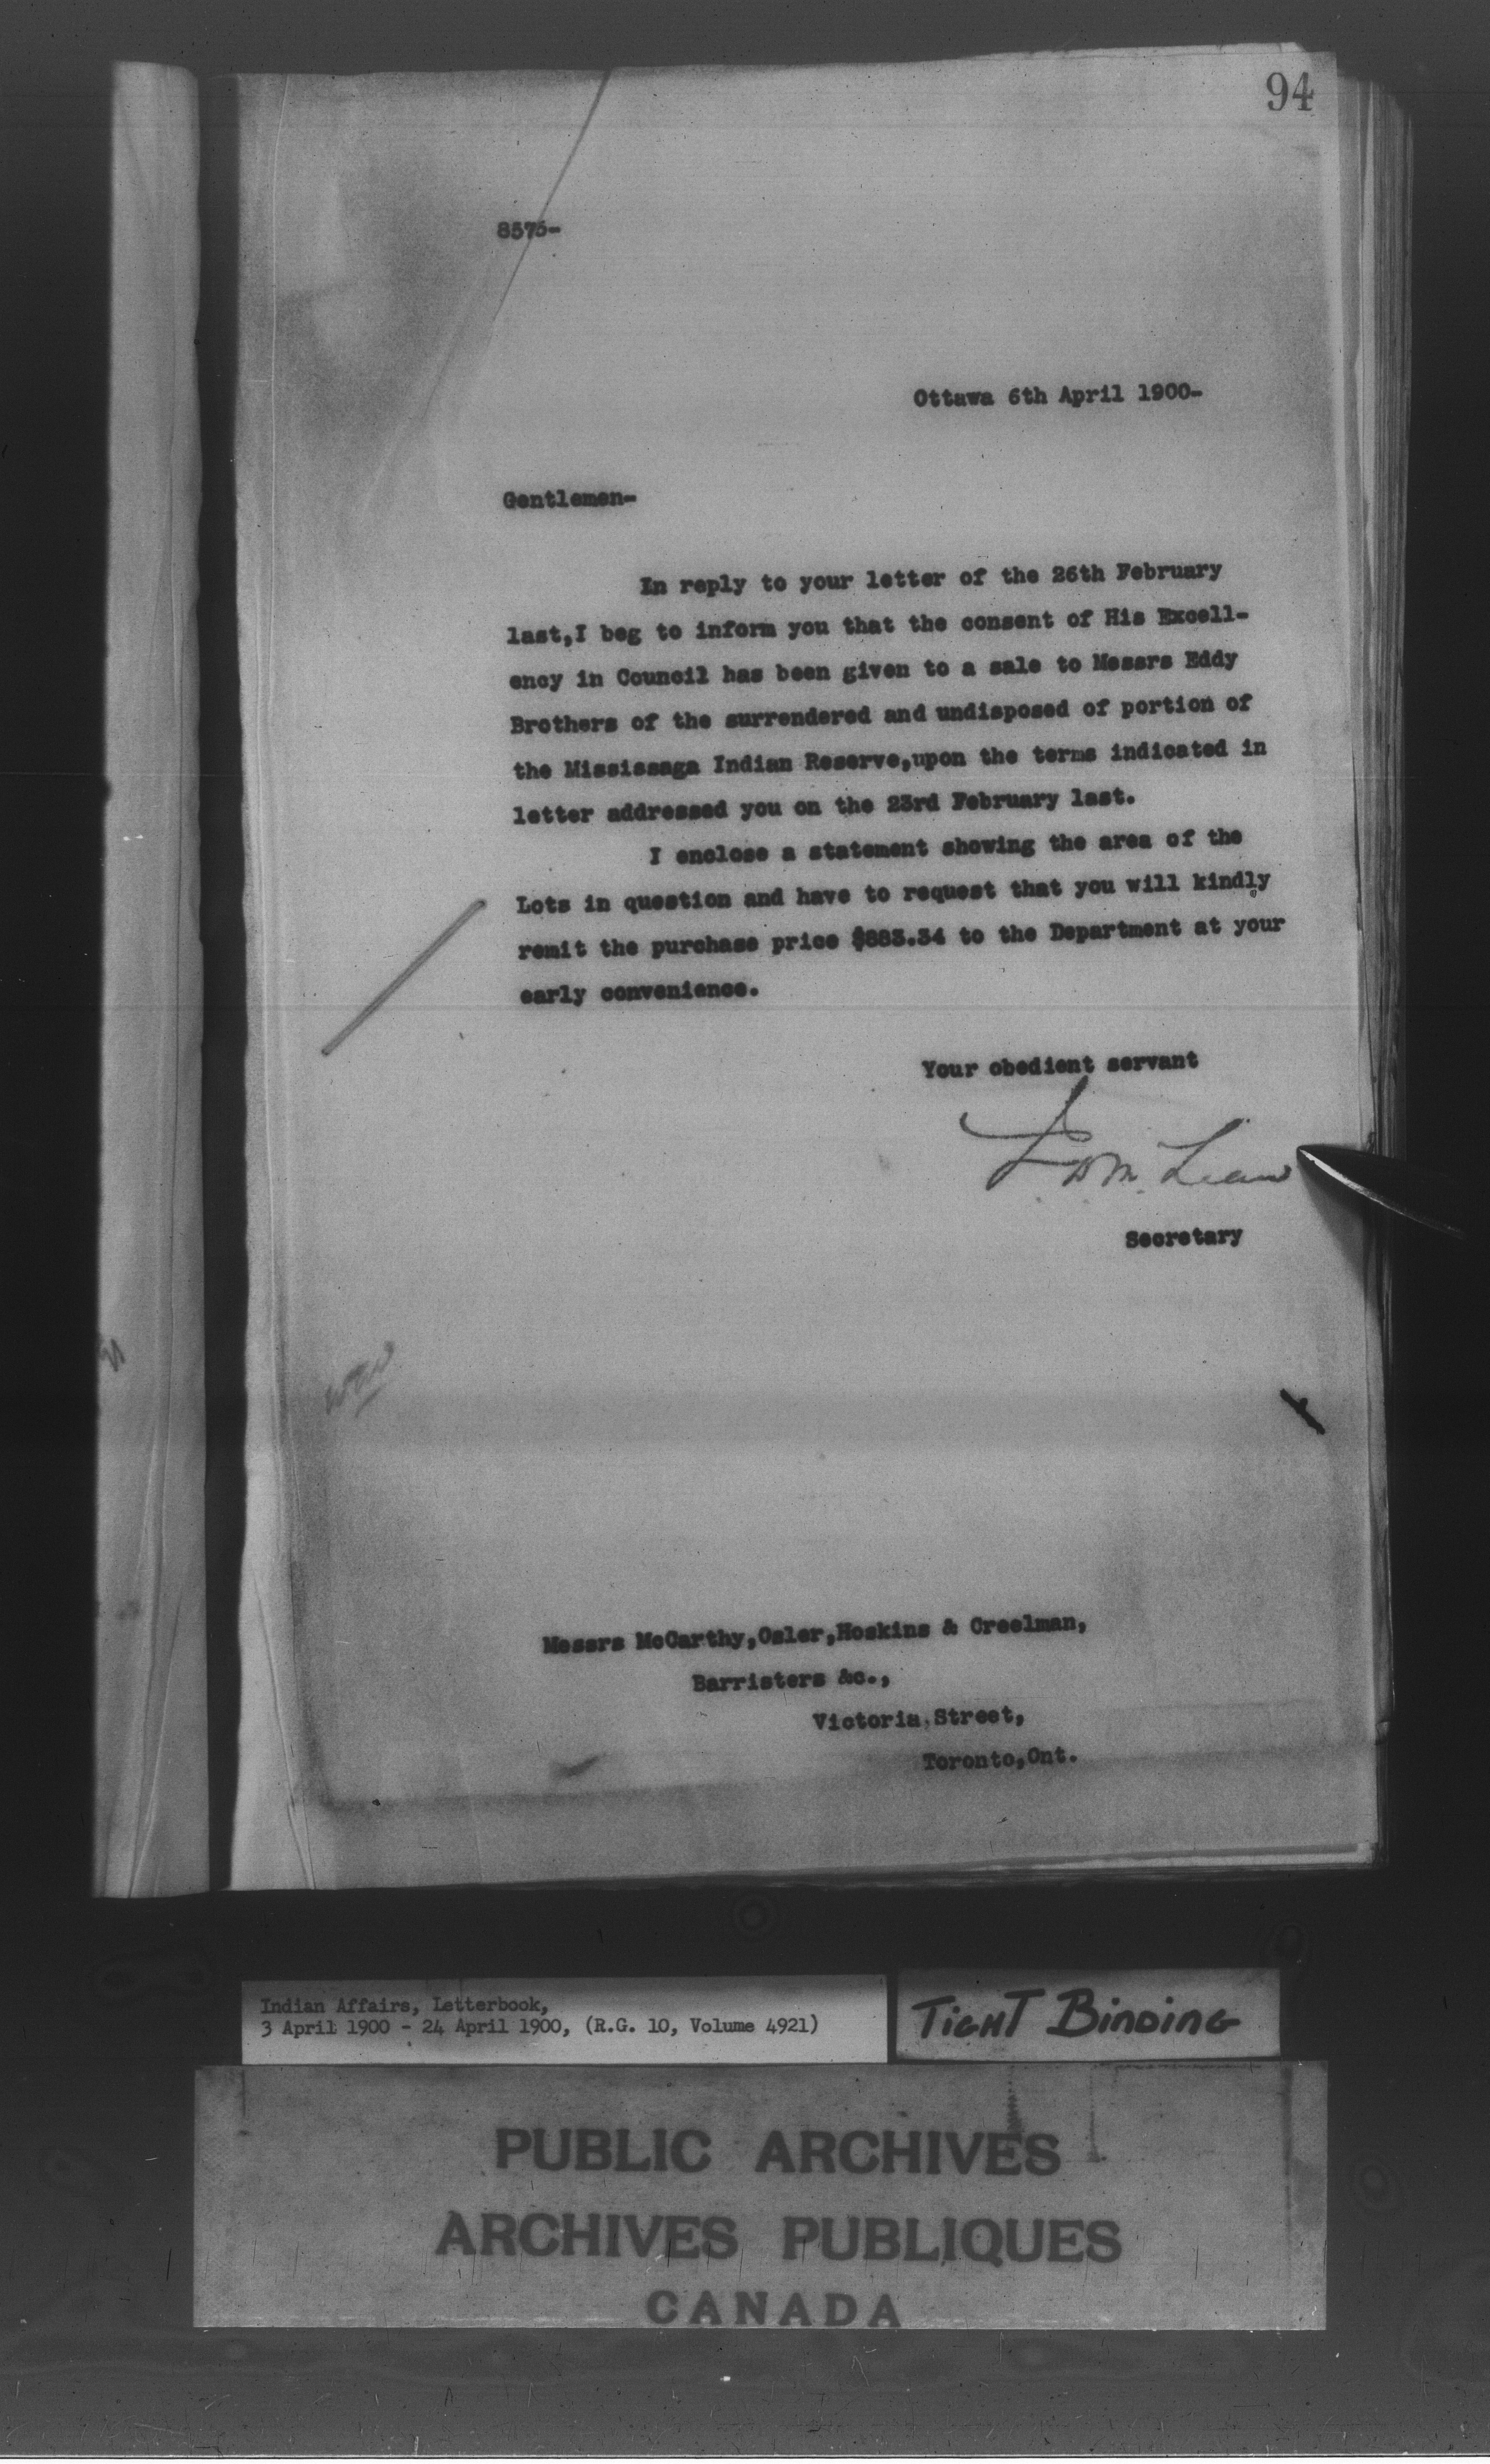 94
8575-
Ottawa 6th April 1900-
Gentlemen-
In reply to your letter of the 26th February
last,I beg to inform you that the consent of His Excell-
ency in Council has been given to a sale to Messrs Eddy
Brothers of the surrendered and undisposed of portion of
the Mississaga Indian Reserve,upon the terms indicated in
letter addressed you on the 23rd February last.
I enclose a statement showing the area of the
Lots in question and have to request that you will kindly
remit the purchase price $883.34 to the Department at your
early convenience.
Your obedient servant
J D McLean
Secretary
Messrs McCarthy,Osler,Hoskins & Creelman,
Barristers &c.,
Victoria Street,
Toronto,Ont.
Indian Affairs, Letterbook,
3 April 1900 - 24 April 1900, (R.G. 10, Volume 4921)
TIGHT BINDING
PUBLIC ARCHIVES
ARCHIVES PUBLIQUES
CANADA